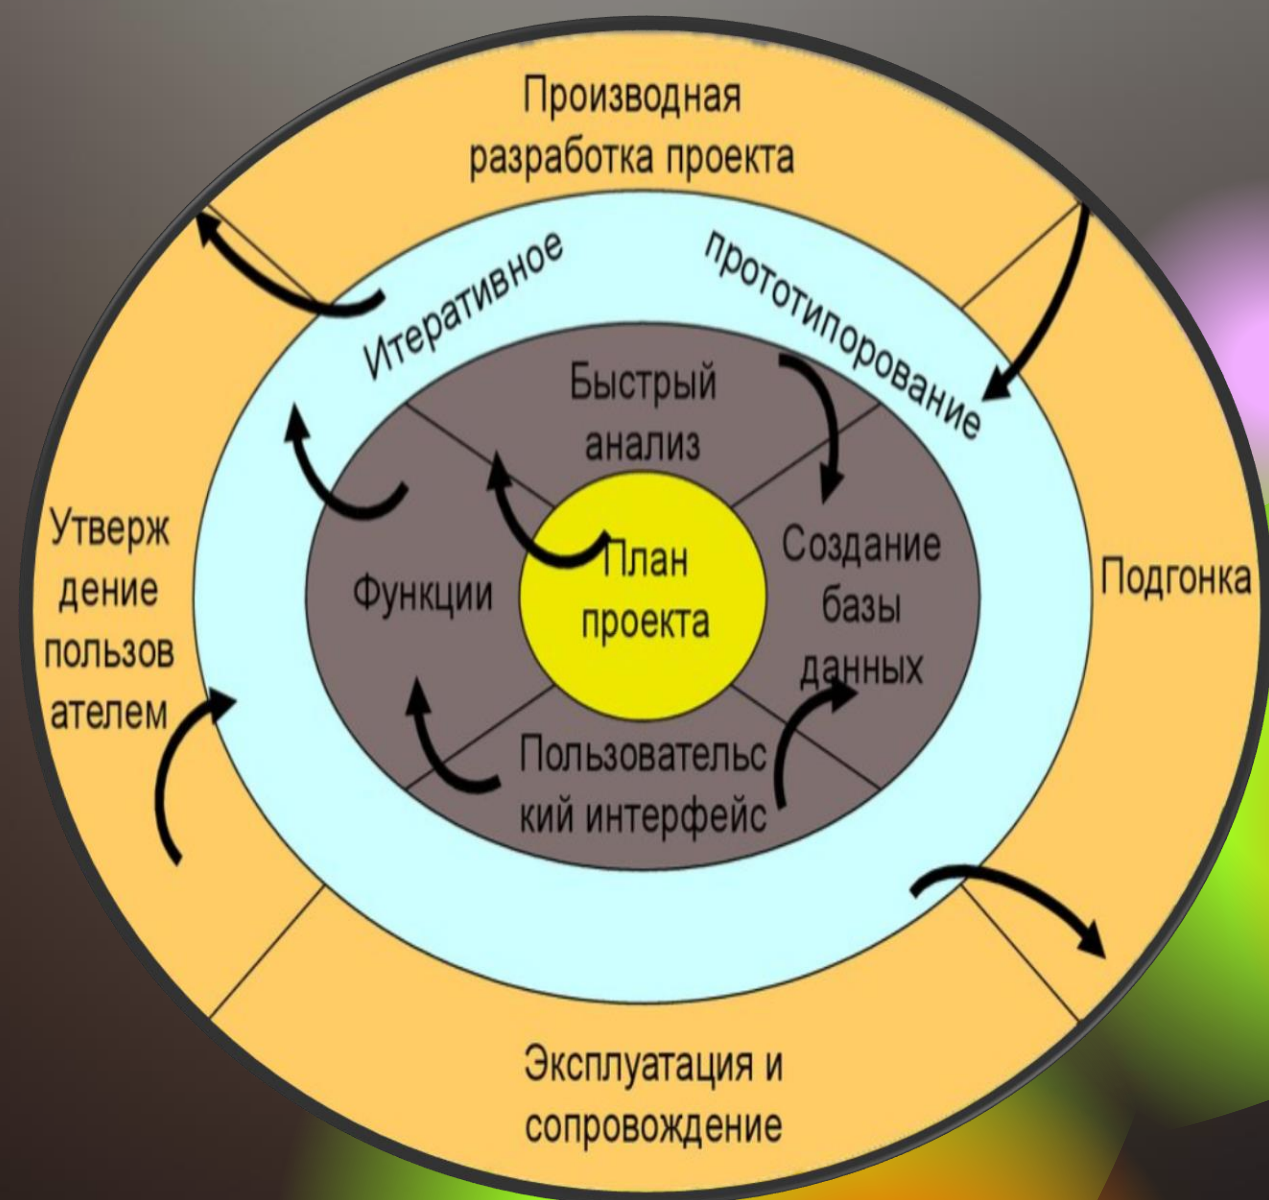 Производная
разработка проекта
Итеративное
прототипорование
Быстрый
анализ
План
проекта
Создание
базы
данных
Функции
Пользовательс
кий интерфейс
Утверж
дение
пользов
ателем
Подгонка
Эксплуатация и
сопровождение